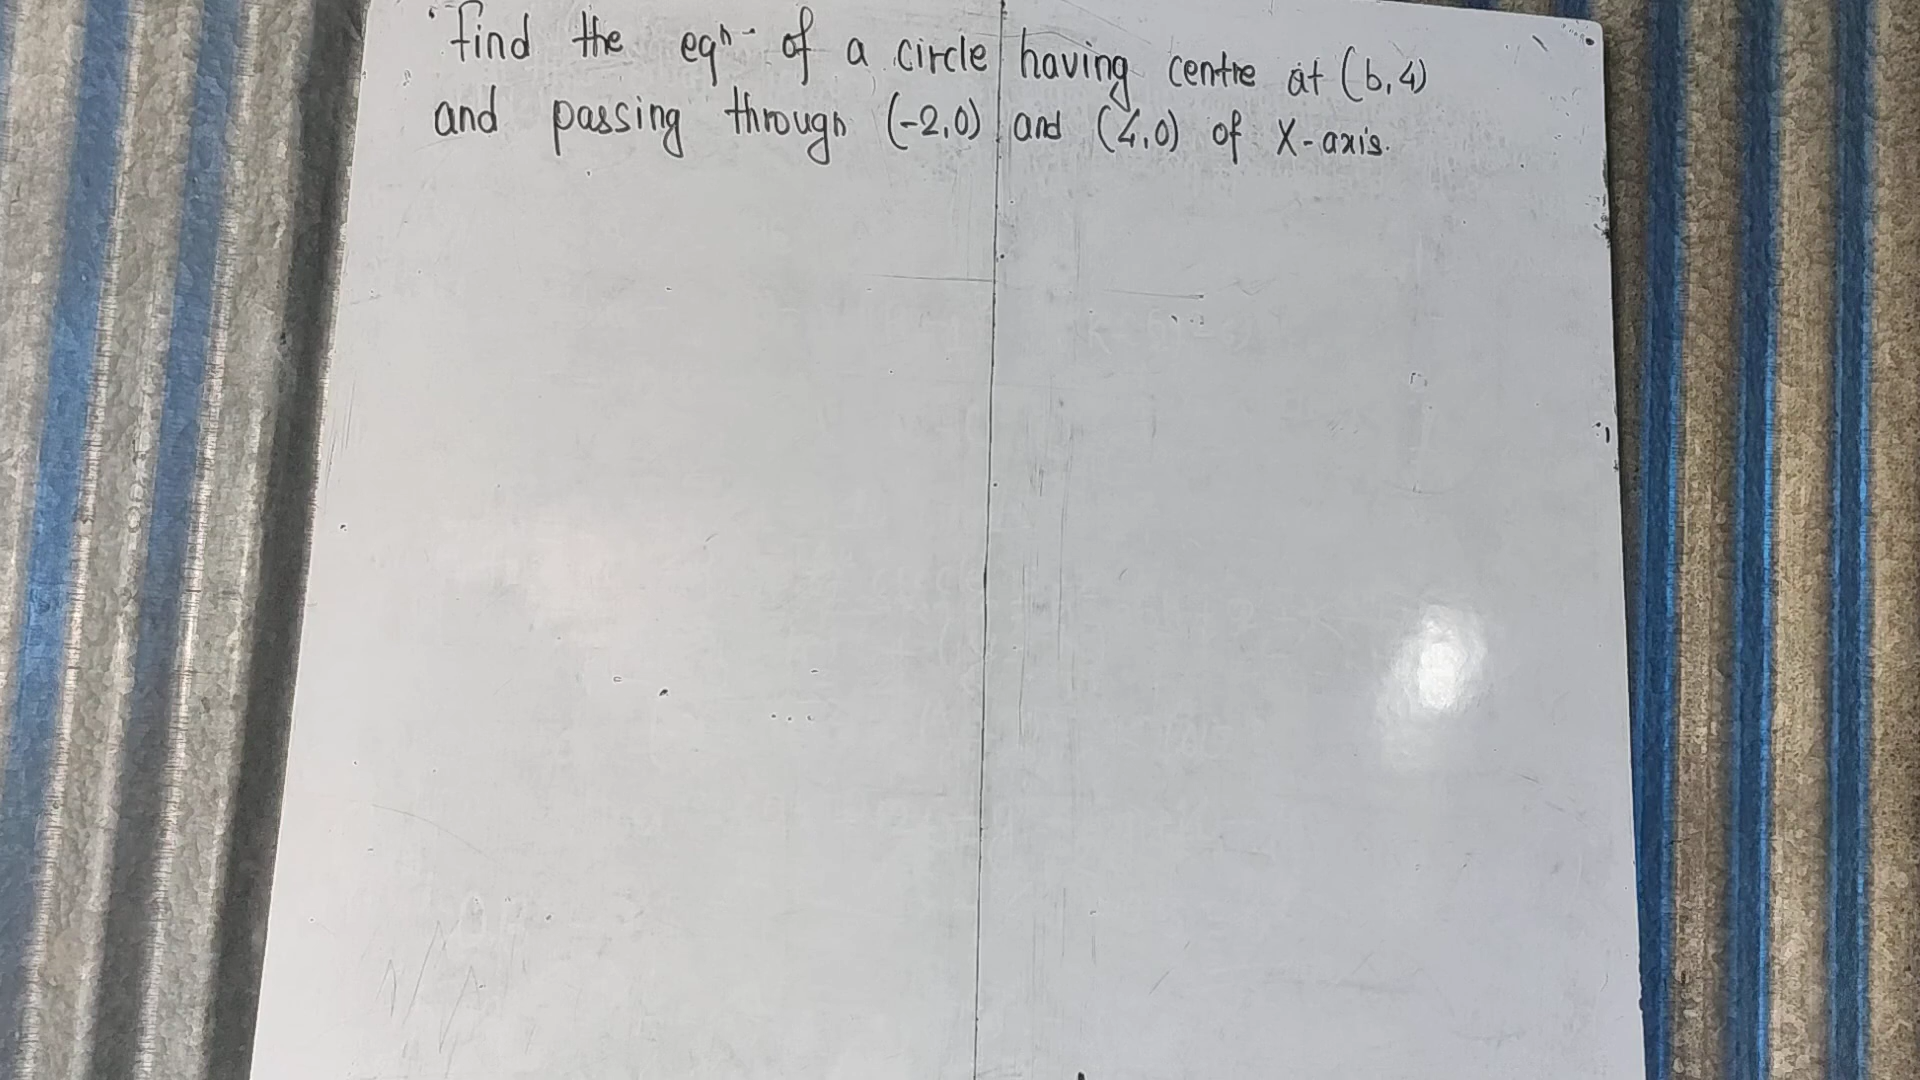 find the eqⁿ- of a circle having centre at (b,4)
and passing through (-2,0) and (4,0) of X-axis.